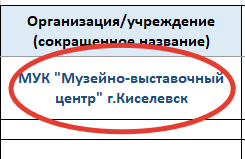 Организация/учреждение
(сокращенное название)
МУК "Музейно-выставочный
центр" г.Киселевск